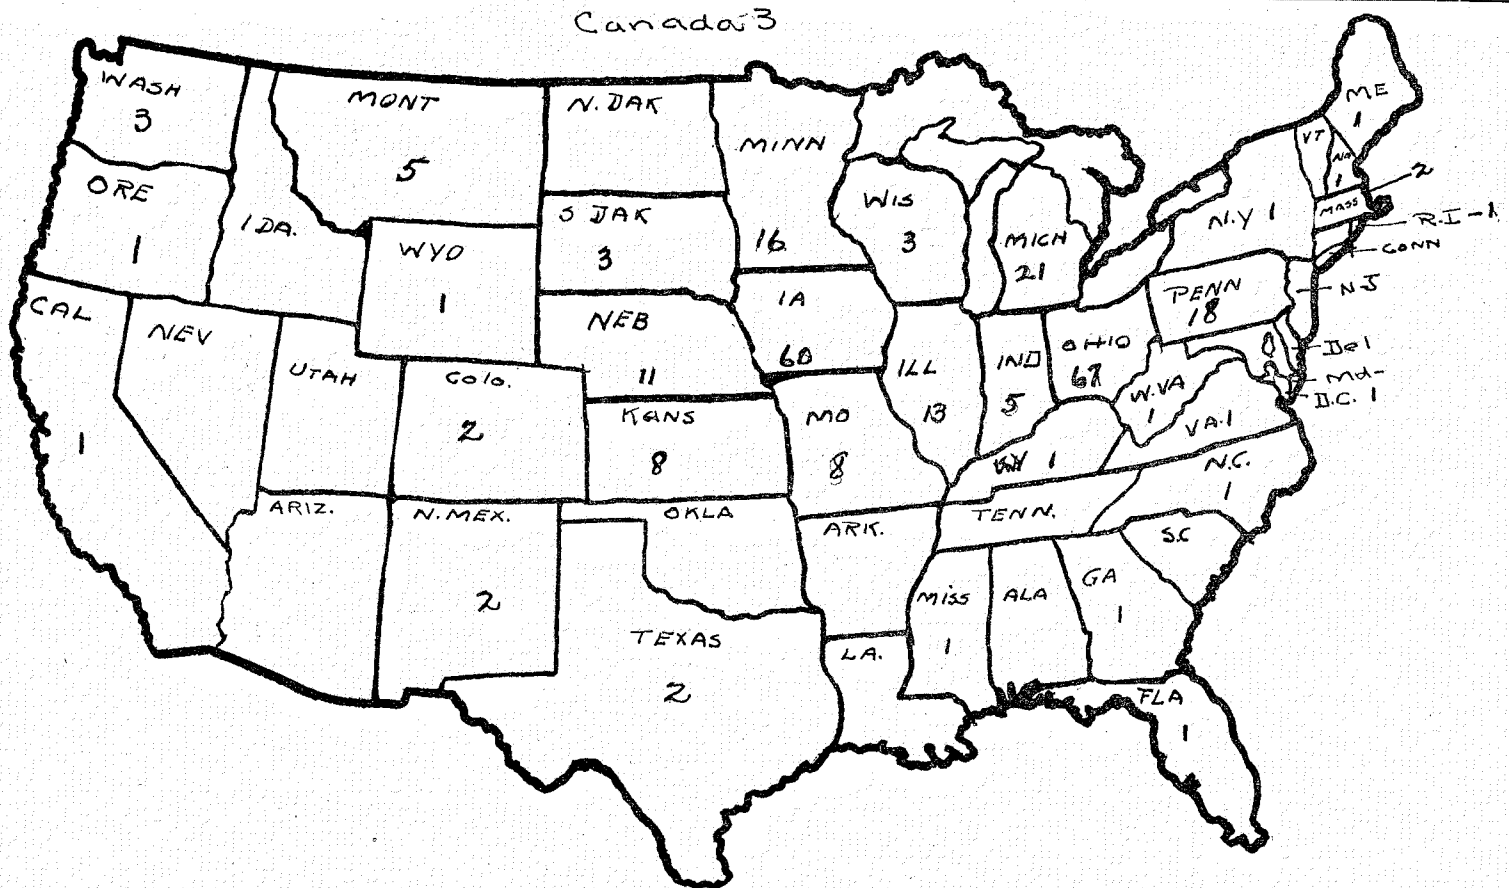 Canada 3
WASH
3
MONT
5
N. DAK
MINN
16
ME
1
VT
1
2
ORE
1
IDA.
WYO
1
S DAK
3
WIS
3
MICH
21
N.Y 1
MASS
R.I-1
CONN
CAL
1
NEV
UTAH
Colo.
2
NEB
11
IA
60
ILL
13
IND
5
OHIO
PENN
18
N-J
Del
Md-
D.C. 1
W.VA
1
VA.1
KANS
8
MO
8
1
N.C.
1
ARIZ.
N.MEX.
2
OKLA
ARK.
TENN.
S.C
TEXAS
2
LA.
MISS
1
ALA
GA
1
FLA
1